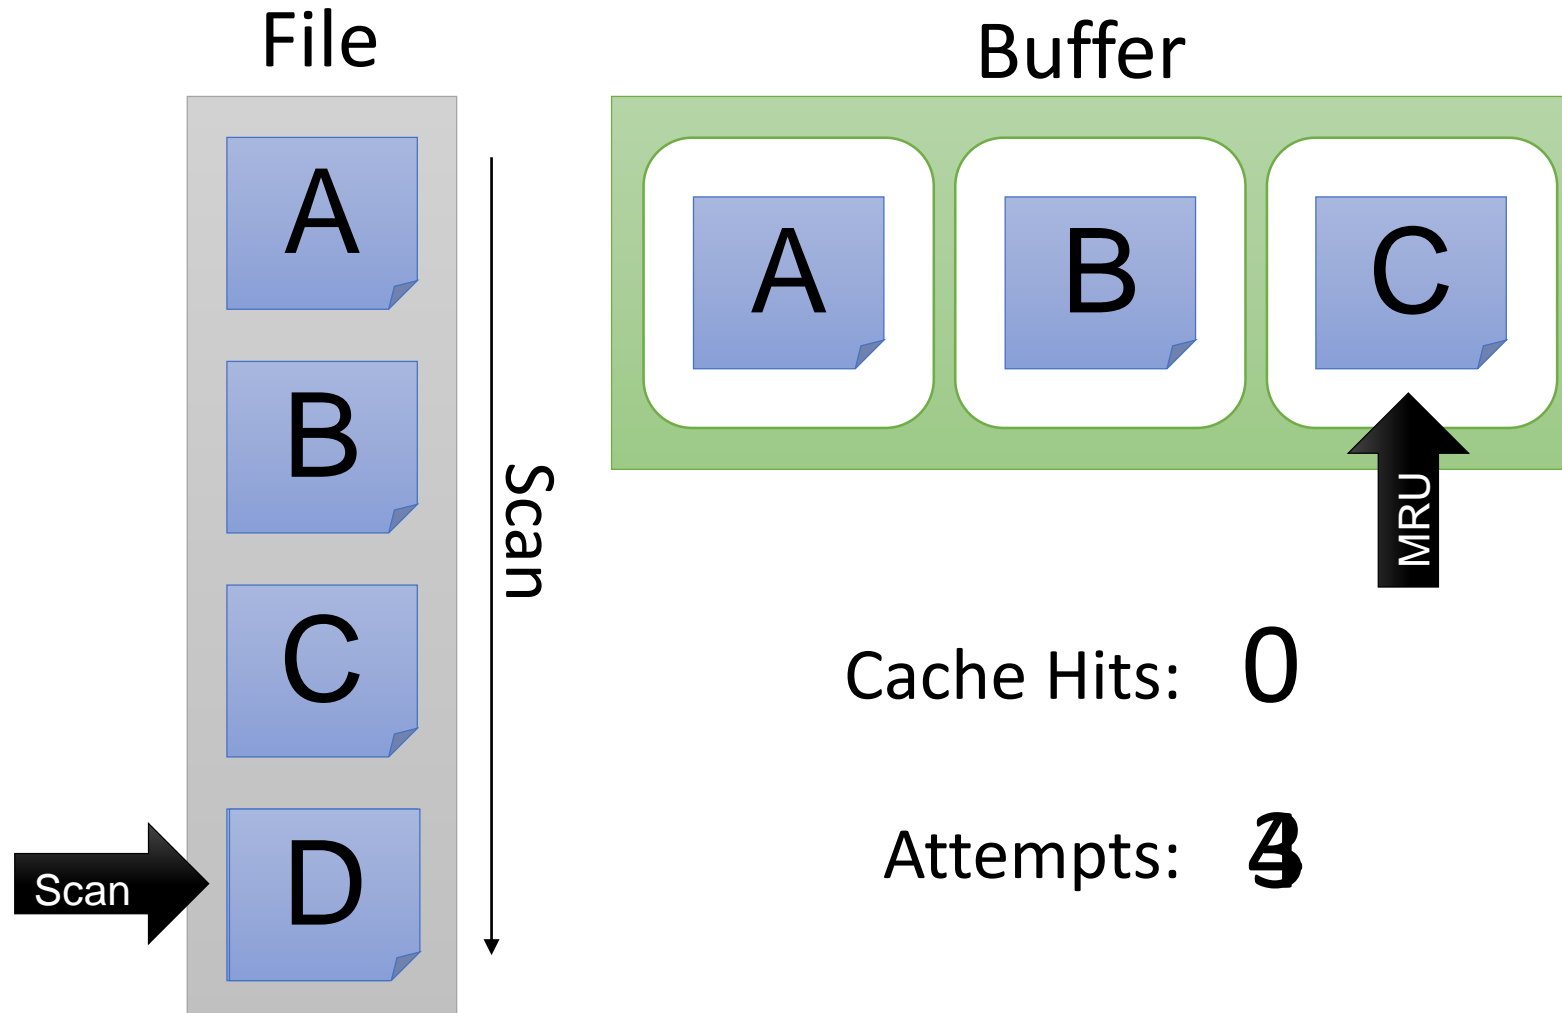 File
Buffer
A
B
C
D
Scan
Scan
A
B
C
MRU
Cache Hits: 0
Attempts: